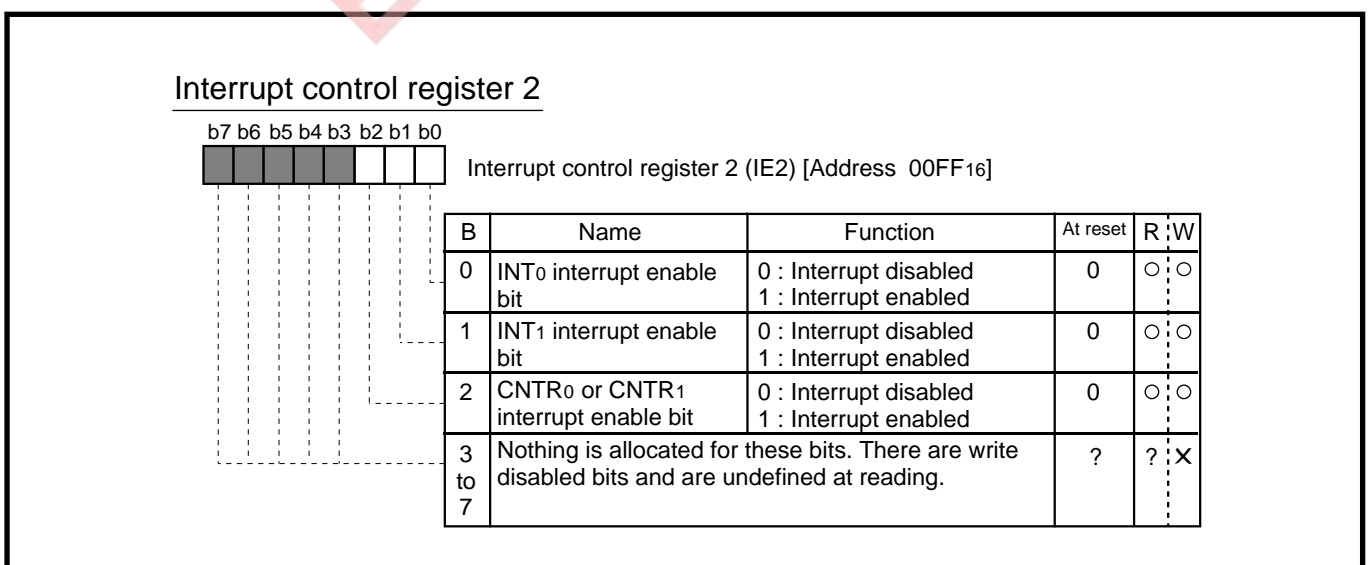 Interrupt control register 2
b7 b6 b5 b4 b3 b2 b1 b0
Interrupt control register 2 (IE2) [Address 00FF16]
B Name Function At reset R W
0 INT0 interrupt enable bit 0 : Interrupt disabled 0 ○ ○
1 : Interrupt enabled
1 INT1 interrupt enable bit 0 : Interrupt disabled 0 ○ ○
1 : Interrupt enabled
2 CNTR0 or CNTR1 interrupt enable bit 0 : Interrupt disabled 0 ○ ○
1 : Interrupt enabled
3 to 7 Nothing is allocated for these bits. There are write ? ? ×
disabled bits and are undefined at reading.